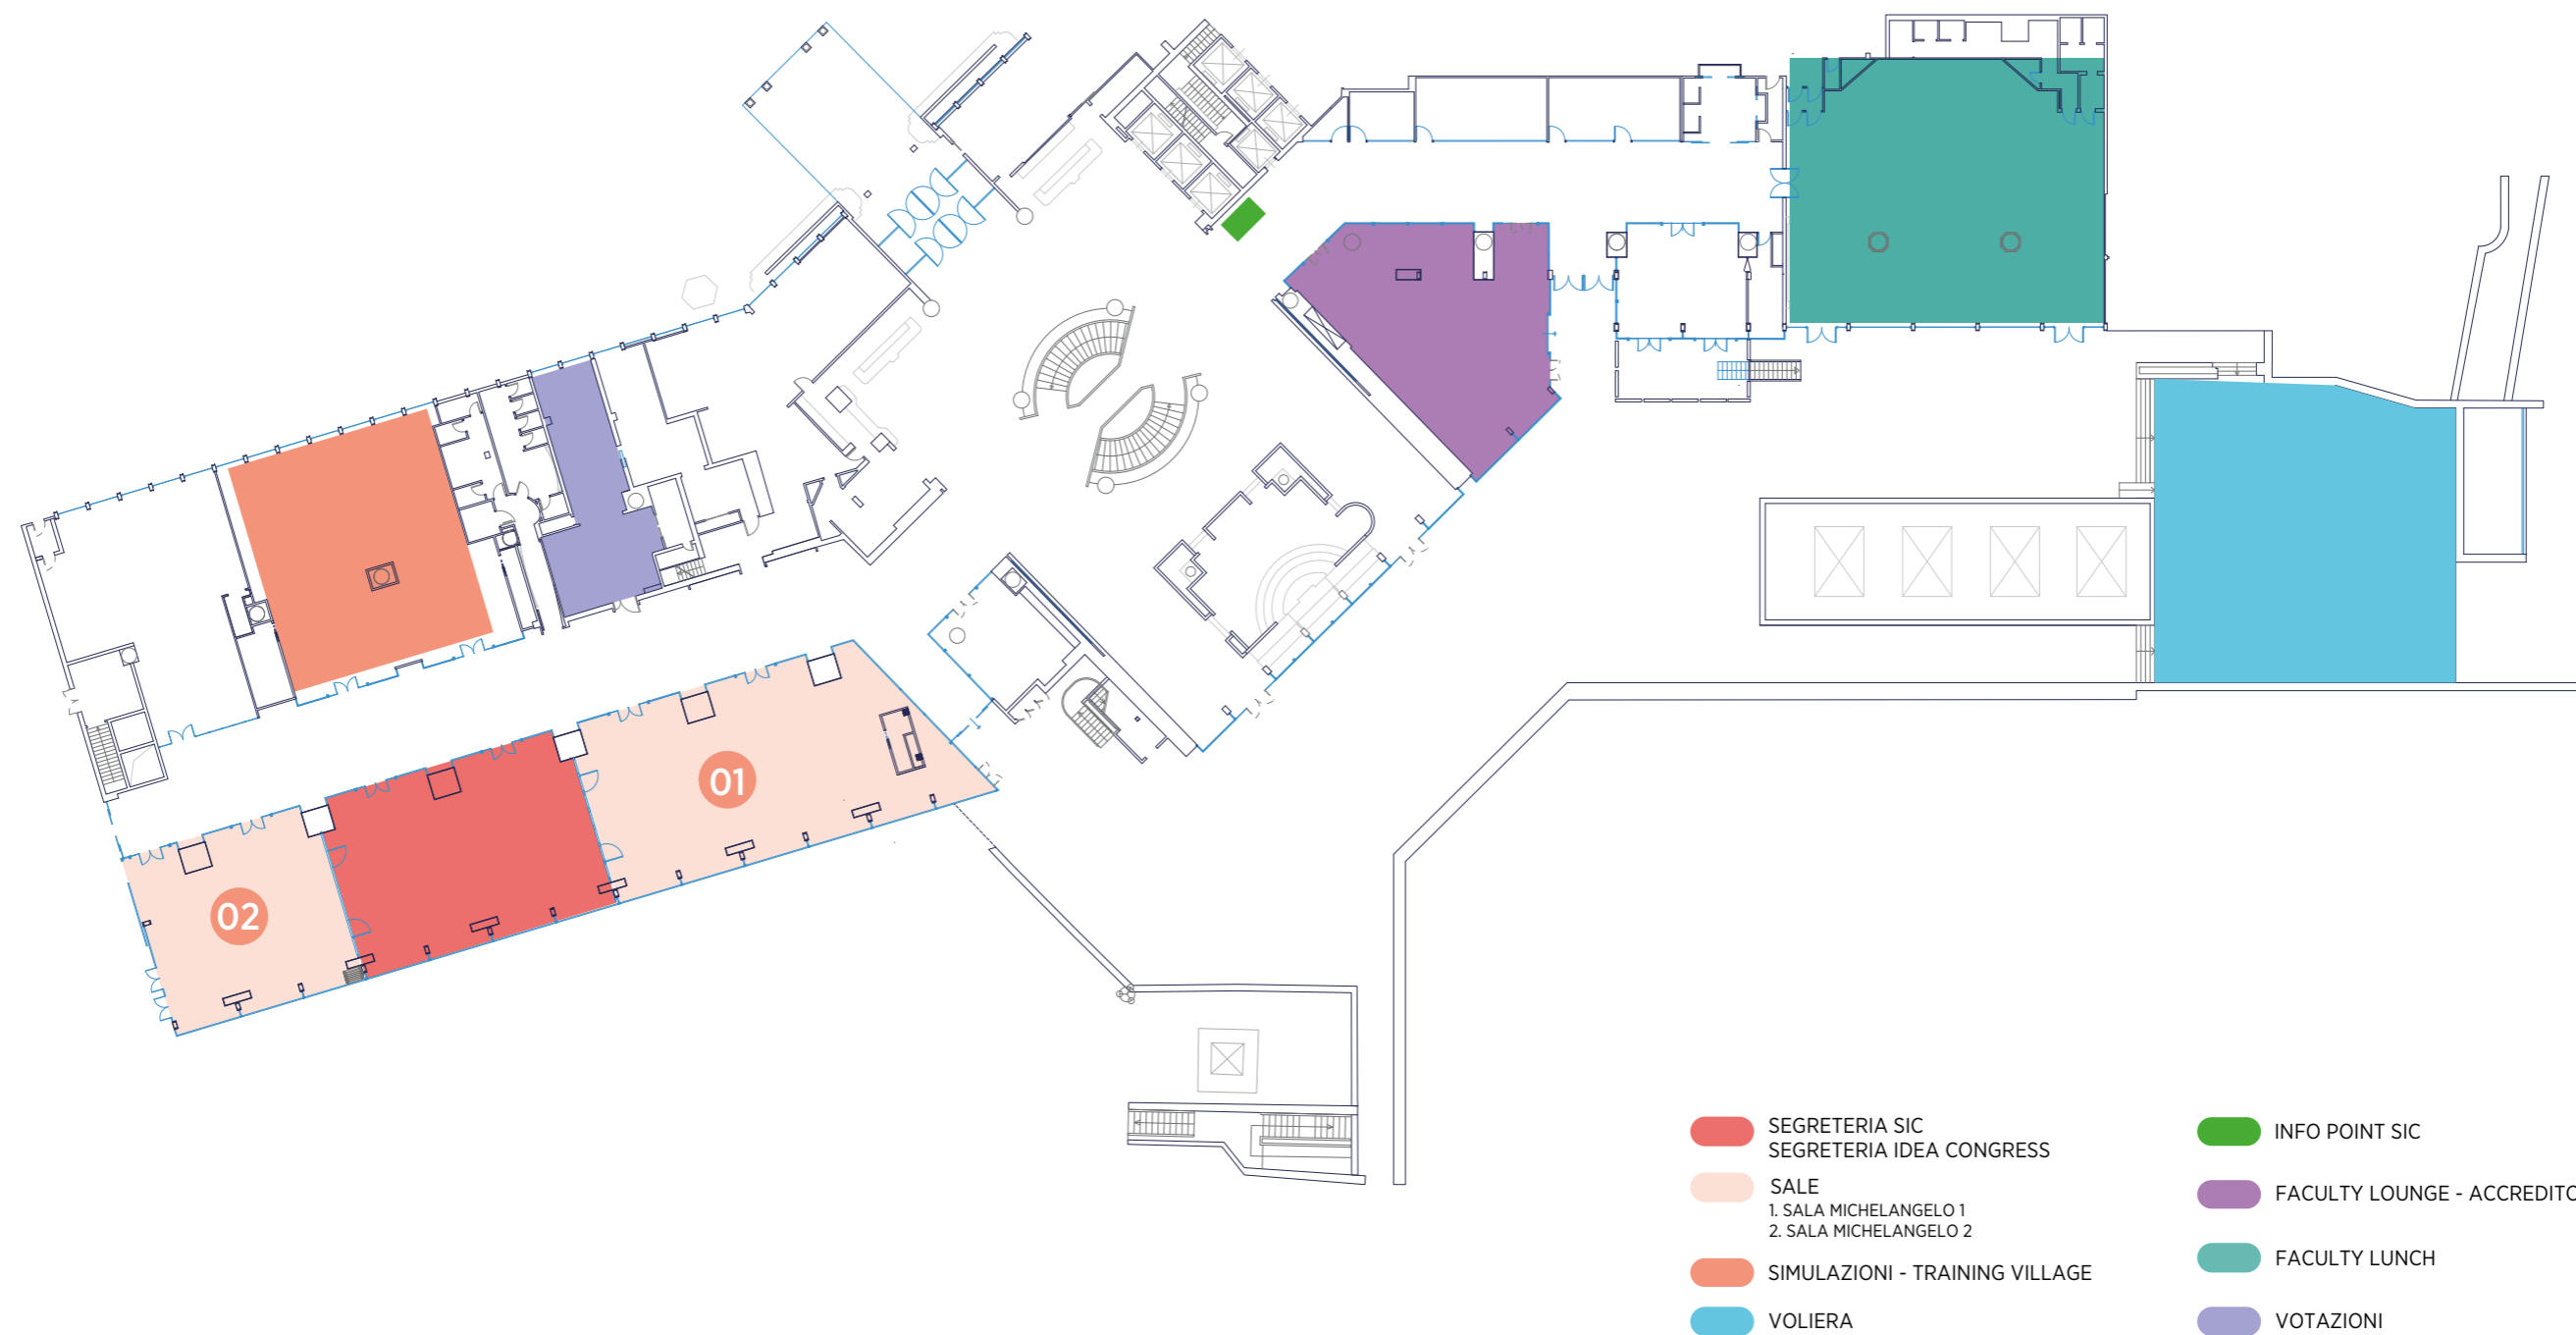 01
02
SEGRETERIA SIC
SEGRETERIA IDEA CONGRESS
SALE
1. SALA MICHELANGELO 1
2. SALA MICHELANGELO 2
SIMULAZIONI - TRAINING VILLAGE
VOLIERA
INFO POINT SIC
FACULTY LOUNGE - ACCREDITO
FACULTY LUNCH
VOTAZIONI